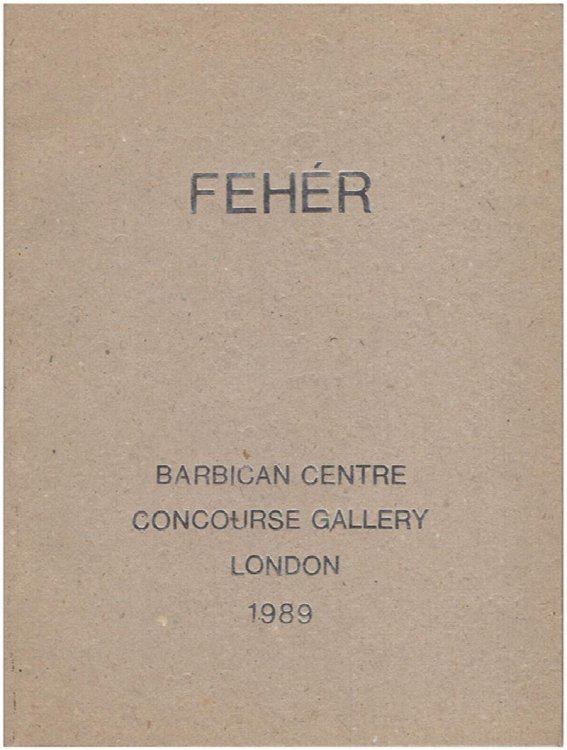 FEHÉR
BARBICAN CENTRE
CONCOURSE GALLERY
LONDON
1989